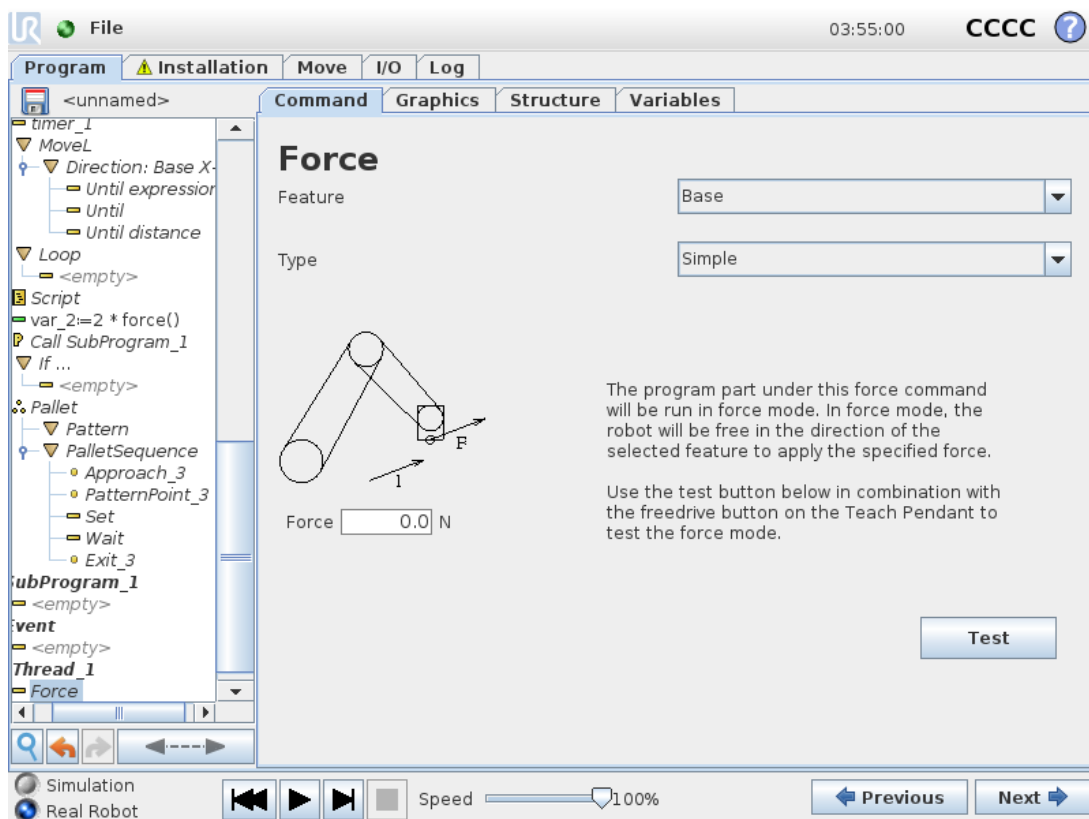 UR File 03:55:00 CCCC ?
Program Installation Move I/O Log
<unnamed>
Command Graphics Structure Variables
timer_1
MoveL
Direction: Base X-
Until expression
Until
Until distance
Loop
<empty>
Script
var_2:=2 * force()
P Call SubProgram_1
If ...
<empty>
Pallet
Pattern
PalletSequence
Approach_3
PatternPoint_3
Set
Wait
Exit_3
SubProgram_1
<empty>
Event
<empty>
Thread_1
Force
Force
Feature Base
Type Simple
F
1
Force 0.0 N
The program part under this force command
will be run in force mode. In force mode, the
robot will be free in the direction of the
selected feature to apply the specified force.
Use the test button below in combination with
the freedrive button on the Teach Pendant to
test the force mode.
Test
Simulation
Real Robot
Speed 100%
Previous Next